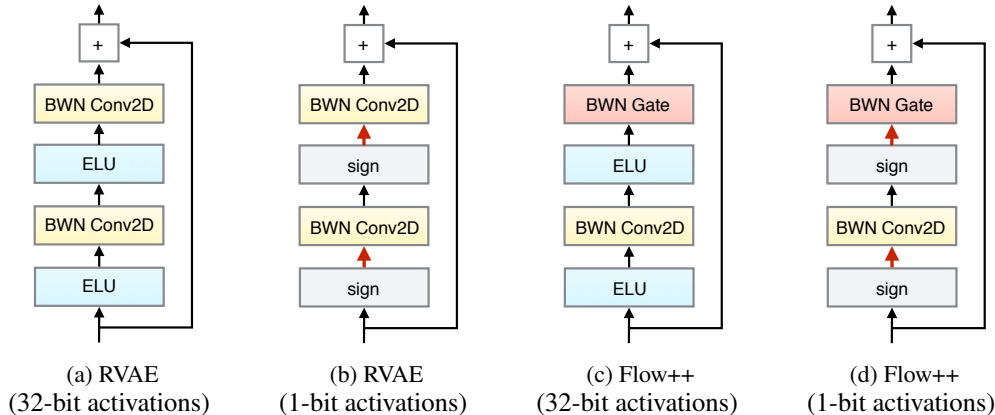 +
BWN Conv2D
ELU
BWN Conv2D
ELU
(a) RVAE
(32-bit activations)
+
BWN Conv2D
sign
BWN Conv2D
sign
(b) RVAE
(1-bit activations)
+
BWN Gate
ELU
BWN Conv2D
ELU
(c) Flow++
(32-bit activations)
+
BWN Gate
sign
BWN Conv2D
sign
(d) Flow++
(1-bit activations)